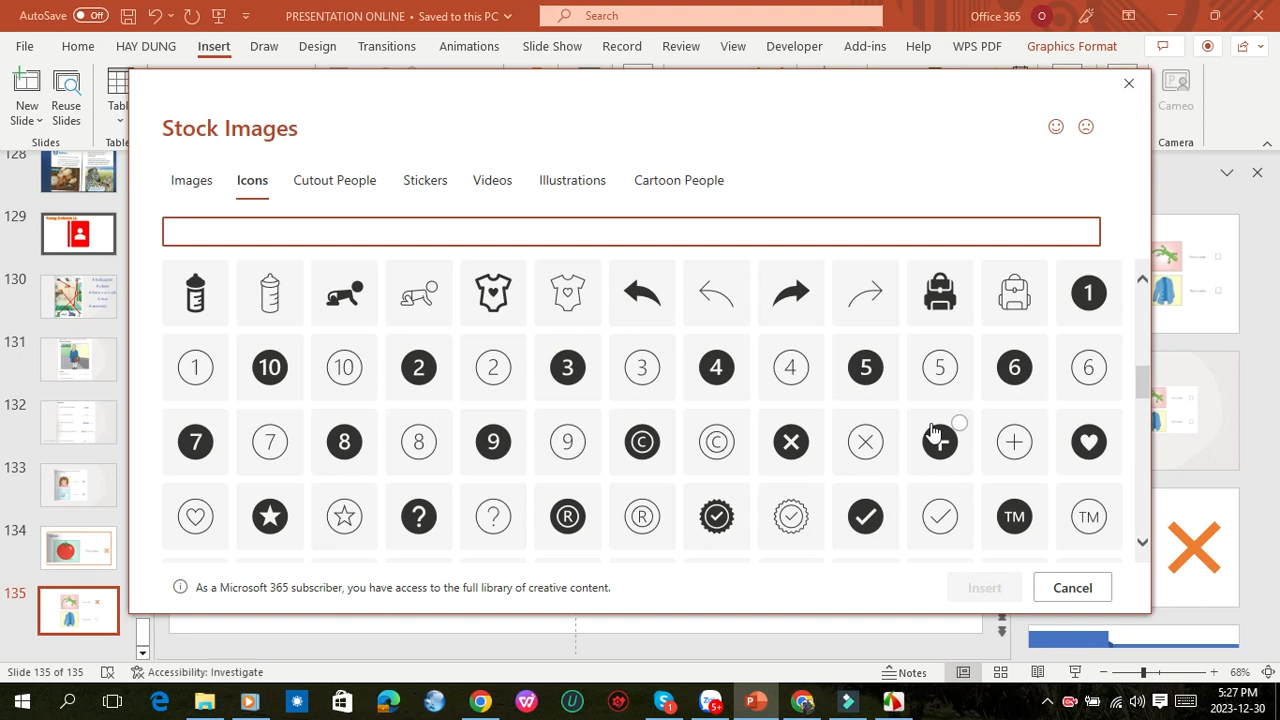 AutoSave Off PRESENTATION ONLINE • Saved to this PC Search Office 365 O
File Home HAY DUNG Insert Draw Design Transitions Animations Slide Show Record Review View Developer Add-ins Help WPS PDF Graphics Format
New Slide Reuse Slides Table Cameo
Slides Tables Camera
Stock Images
Images Icons Cutout People Stickers Videos Illustrations Cartoon People
1
1 10 10 2 2 3 3 4 4 5 5 6 6
7 7 8 8 9 9 C C
? ? R R TM TM
As a Microsoft 365 subscriber, you have access to the full library of creative content. Insert Cancel
128
129
130
131
132
133
134
135
Slide 135 of 135 Accessibility: Investigate Notes 68%
1 5+ 5:27 PM
2023-12-30